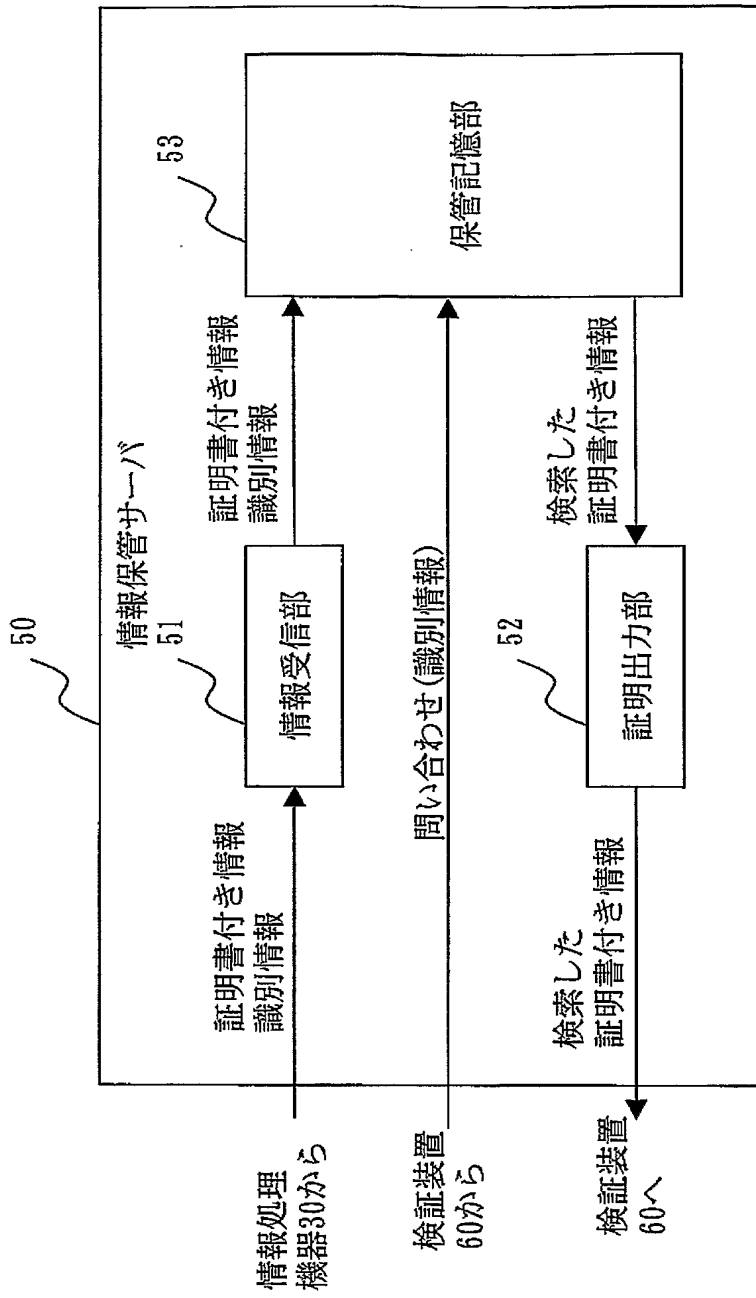 50
情報保管サーバ
51
情報受信部
証明書付き情報
識別情報
証明書付き情報
識別情報
53
保管記憶部
情報処理
機器30から
問い合わせ(識別情報)
検証装置
60から
52
証明出力部
検索した
証明書付き情報
検索した
証明書付き情報
検証装置
60へ